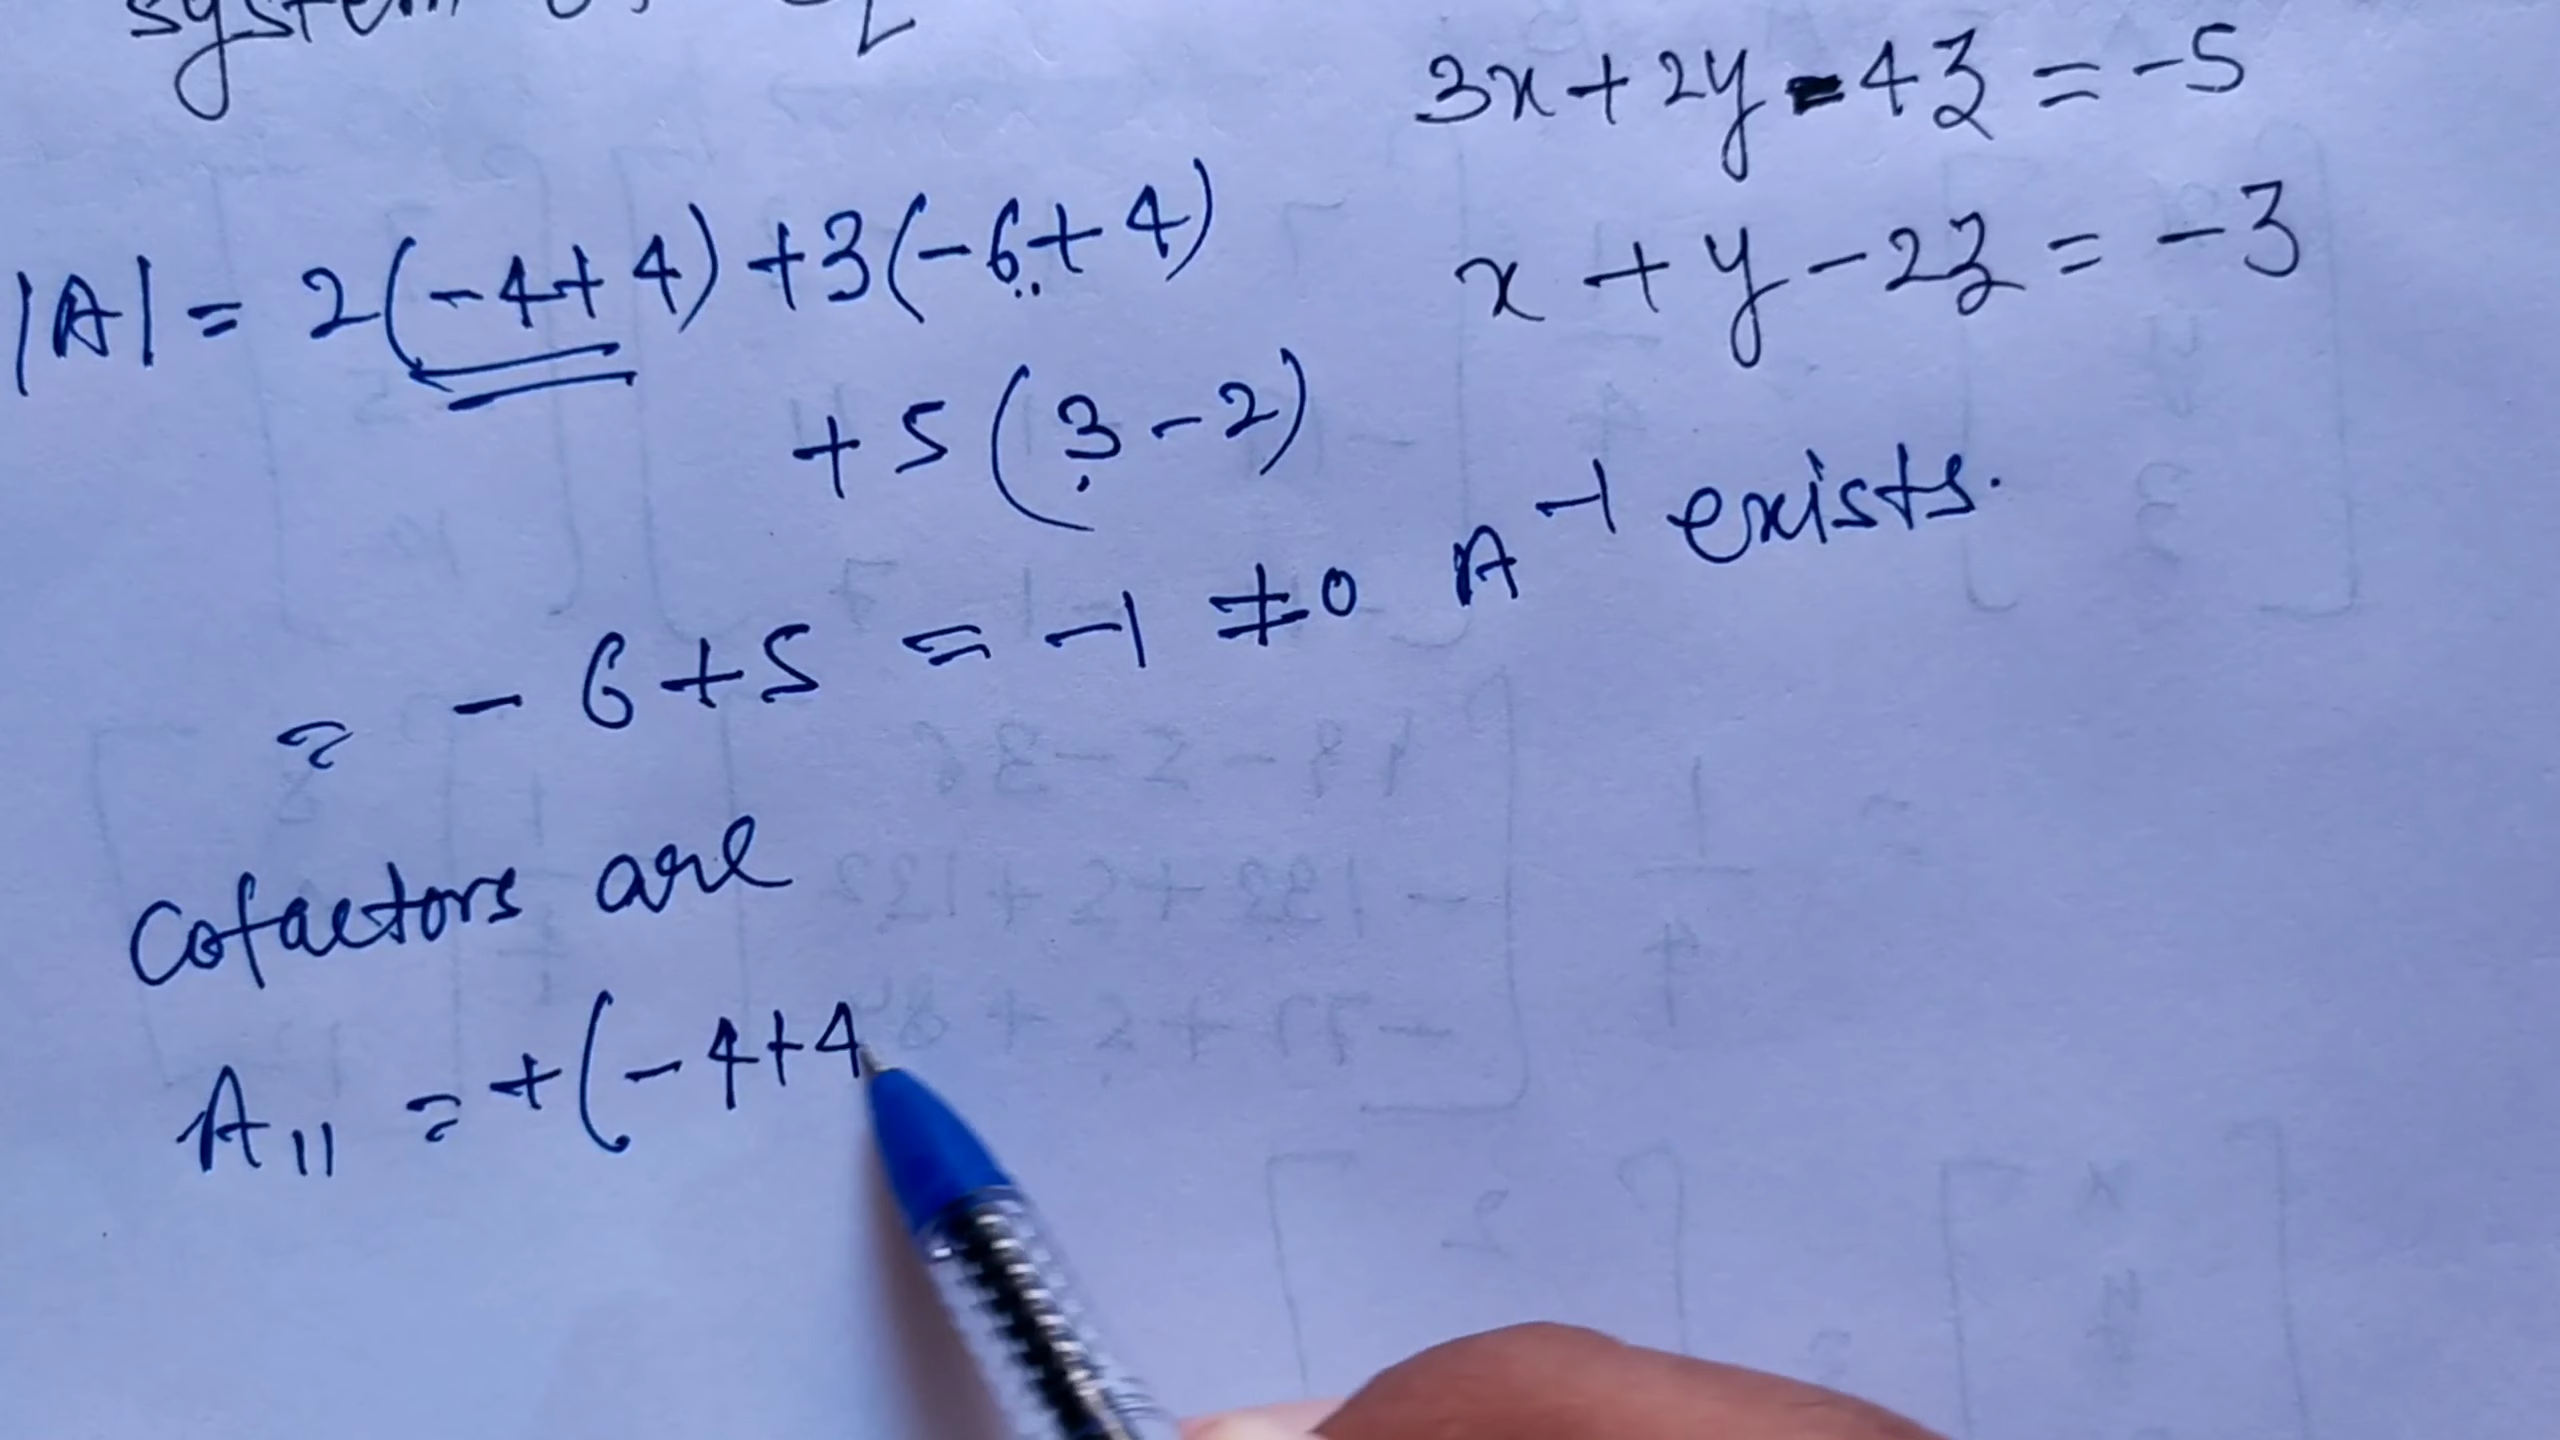 system
3x + 2y - 4z = -5
x + y - 2z = -3
|A| = 2(-4+4) + 3(-6+4)
+ 5(3-2)
= -6+5 = -1 ≠ 0 A⁻¹ exists.
Cofactors are
A₁₁ = +(-4+4